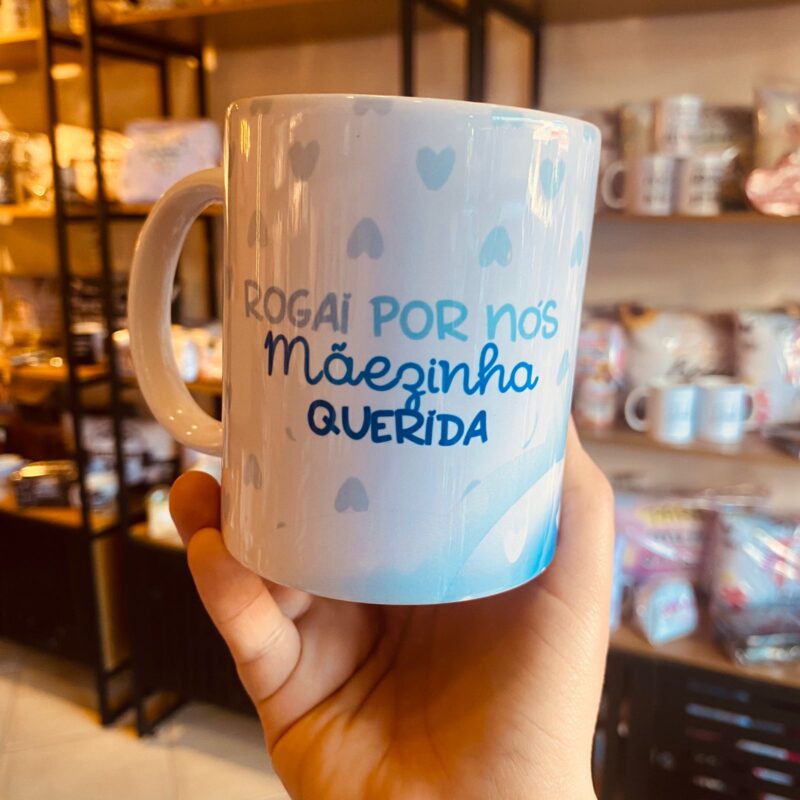 ROGAI POR NÓS
Mãezinha
QUERIDA